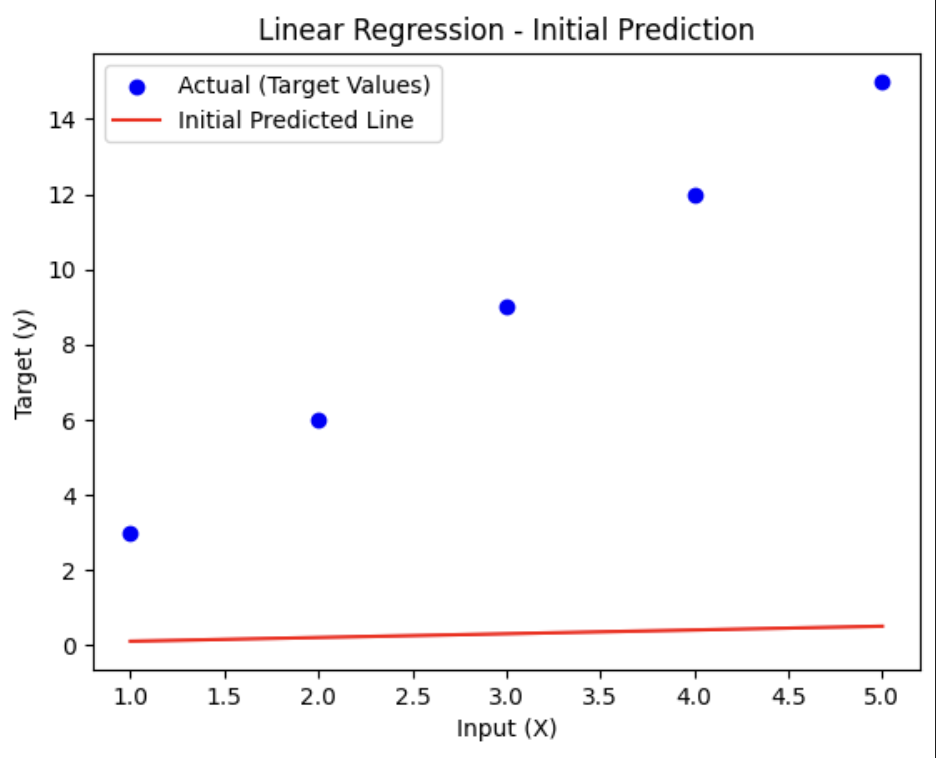 Linear Regression - Initial Prediction
Actual (Target Values)
Initial Predicted Line
14
12
10
8
6
4
2
0
Target (y)
1.0 1.5 2.0 2.5 3.0 3.5 4.0 4.5 5.0
Input (X)